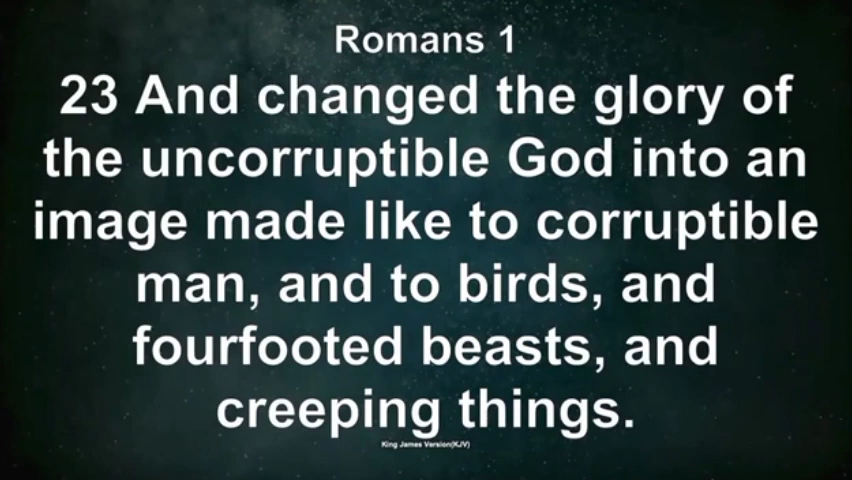 Romans 1
23 And changed the glory of
the uncorruptible God into an
image made like to corruptible
man, and to birds, and
fourfooted beasts, and
creeping things.
King James Version(KJV)